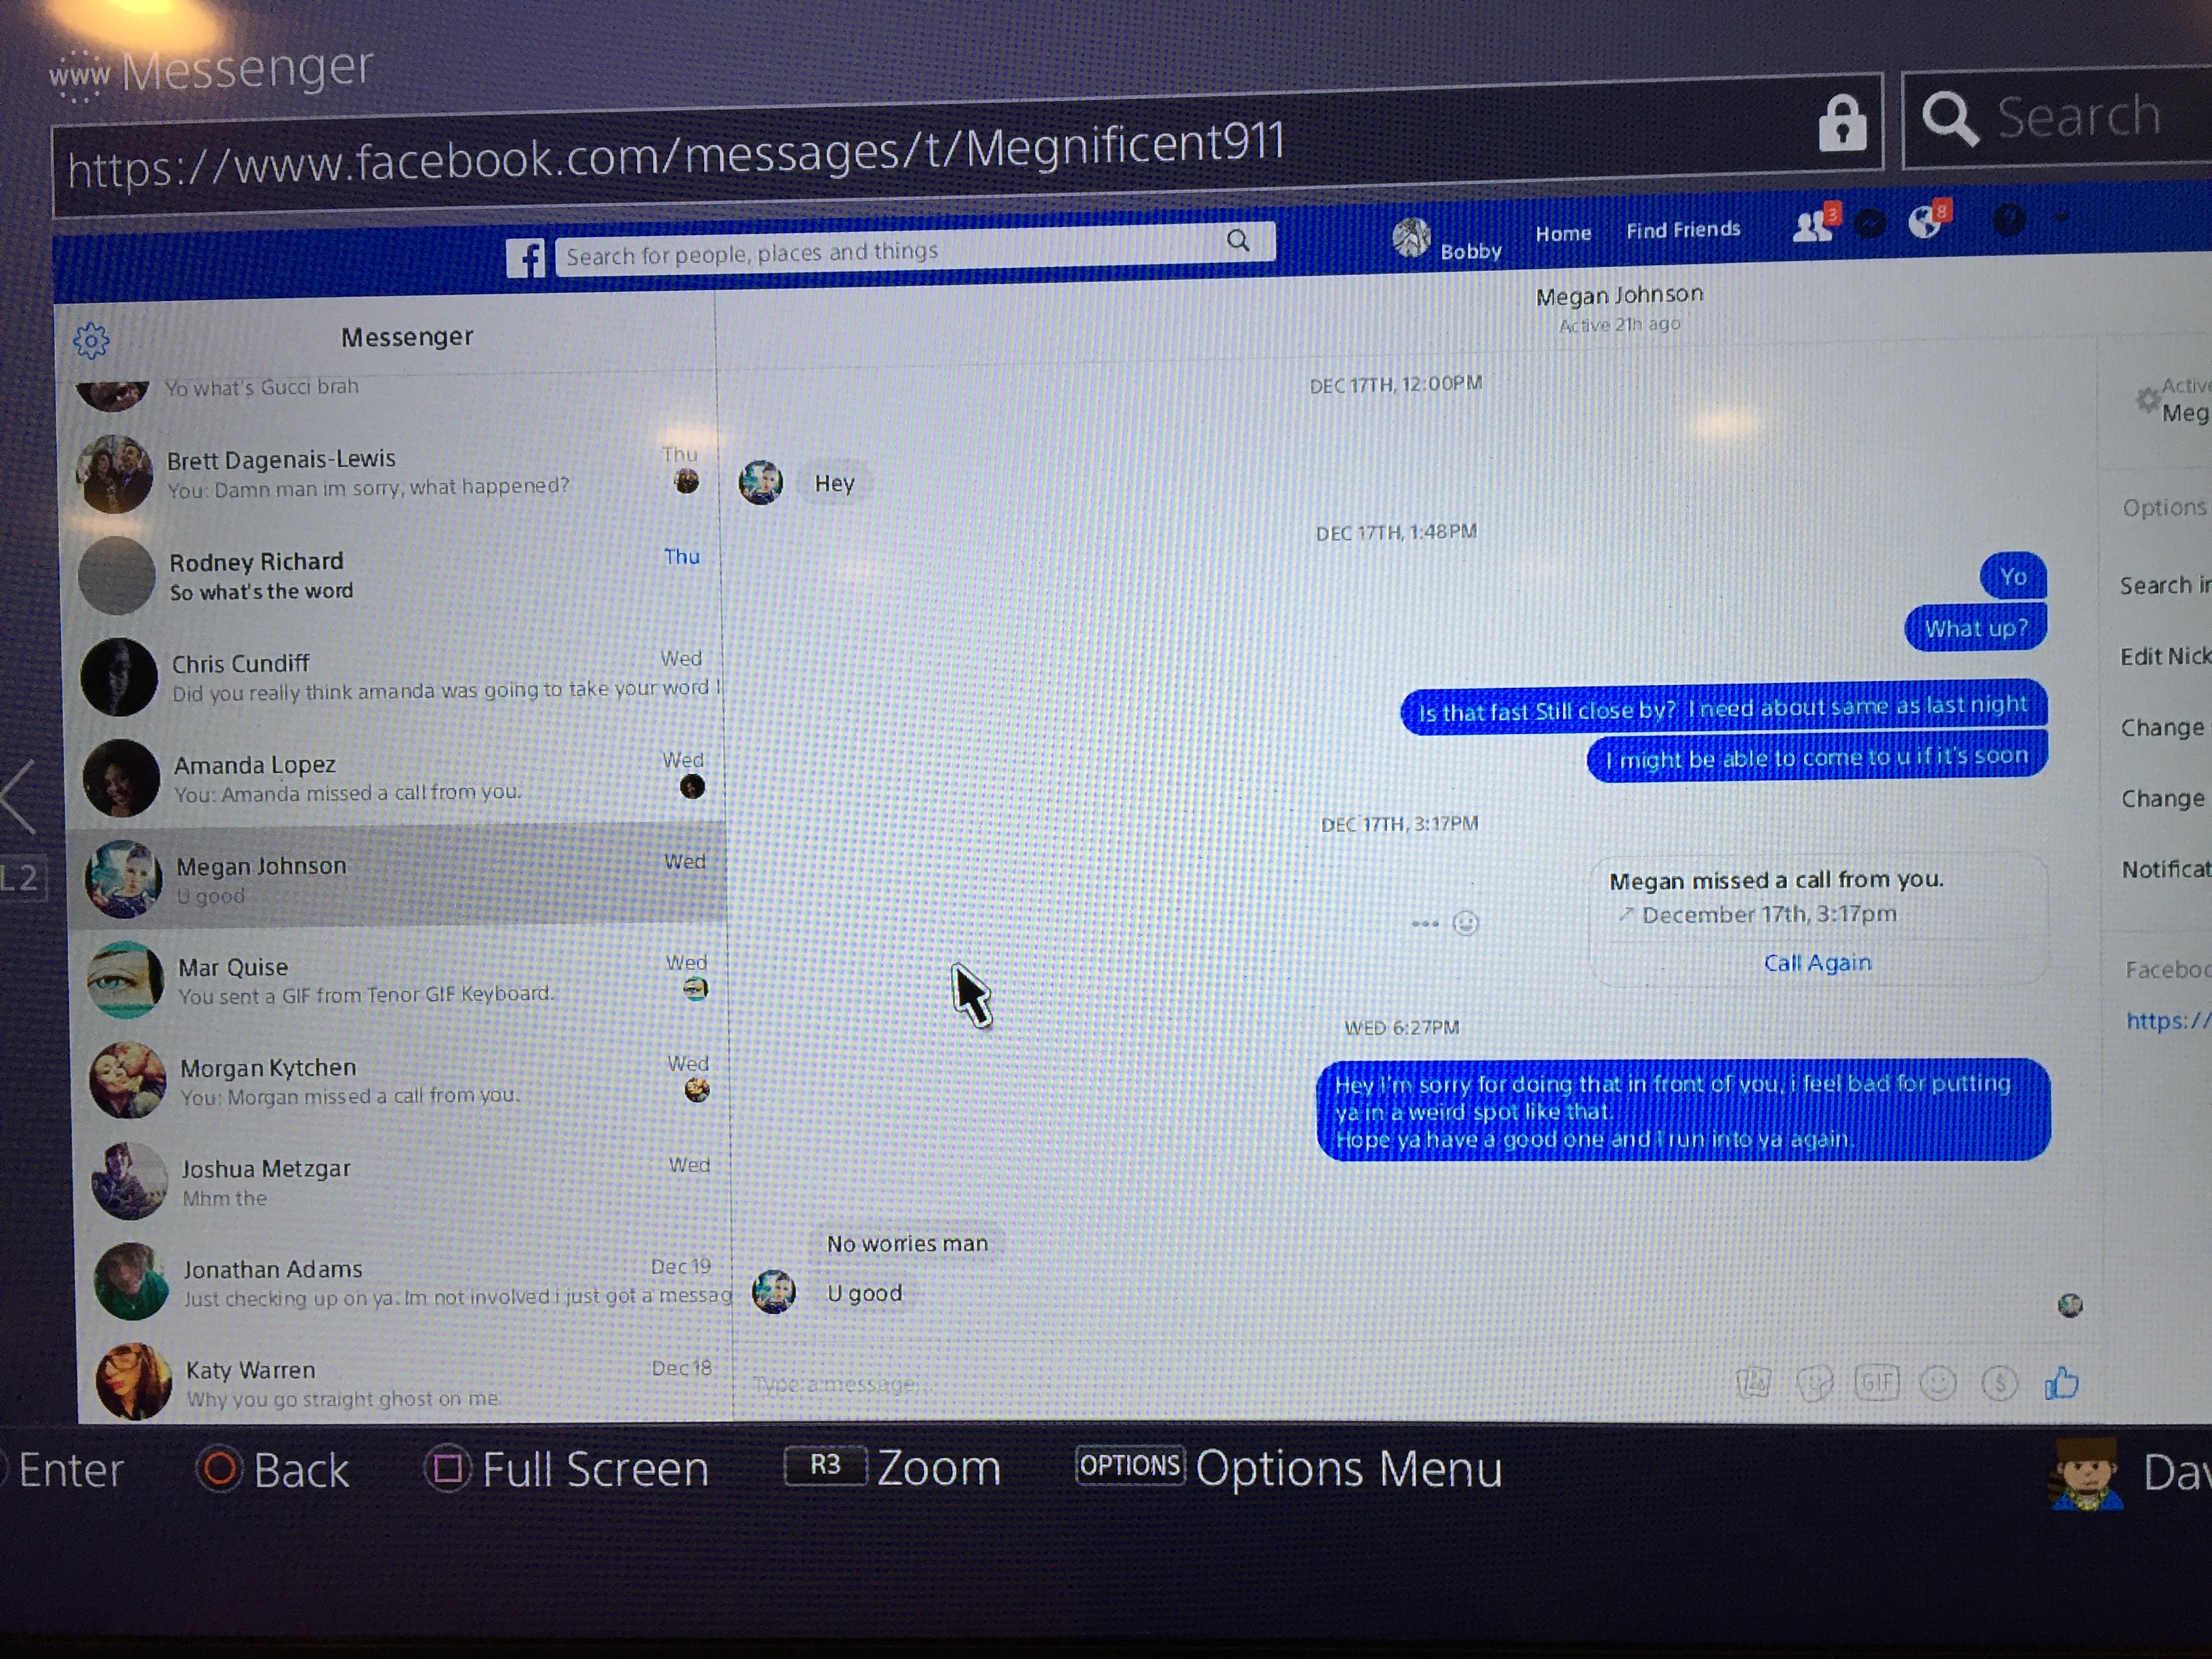 www Messenger
https://www.facebook.com/messages/t/Megnificent911
Search
f
Search for people, places and things
Bobby
Home
Find Friends
3
8
Messenger
Megan Johnson
Active 21h ago
Yo what's Gucci brah
Brett Dagenais-Lewis
Thu
You: Damn man im sorry, what happened?
Rodney Richard
Thu
So what's the word
Chris Cundiff
Wed
Did you really think amanda was going to take your word
Amanda Lopez
Wed
You: Amanda missed a call from you.
Megan Johnson
Wed
U good
Mar Quise
Wed
You sent a GIF from Tenor GIF Keyboard.
Morgan Kytchen
Wed
You: Morgan missed a call from you.
Joshua Metzgar
Wed
Mhm the
Jonathan Adams
Dec 19
Just checking up on ya. Im not involved i just got a messag
Katy Warren
Dec 18
Why you go straight ghost on me
L2
DEC 17TH, 12:00PM
Hey
DEC 17TH, 1:48PM
Yo
What up?
Is that fast Still close by? I need about same as last night
I might be able to come to u if it's soon
DEC 17TH, 3:17PM
Megan missed a call from you.
December 17th, 3:17pm
Call Again
WED 6:27PM
Hey I'm sorry for doing that in front of you, i feel bad for putting
ya in a weird spot like that.
Hope ya have a good one and i run into ya again.
No worries man
U good
Type a message...
GIF
$
Active
Meg
Options
Search in
Edit Nick
Change
Change
Notificat
Faceboo
https://
Enter
Back
Full Screen
R3 Zoom
OPTIONS Options Menu
Dav